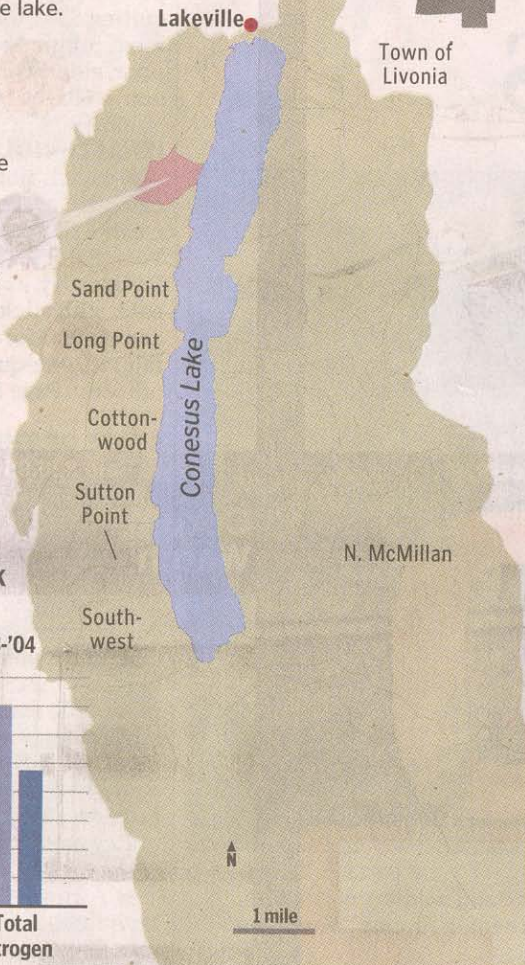 e lake.
Lakeville
Town of
Livonia
e
Sand Point
Long Point
Conesus Lake
Cotton-
wood
Sutton
Point
N. McMillan
K
South-
west
-'04
N
1 mile
Total
trogen